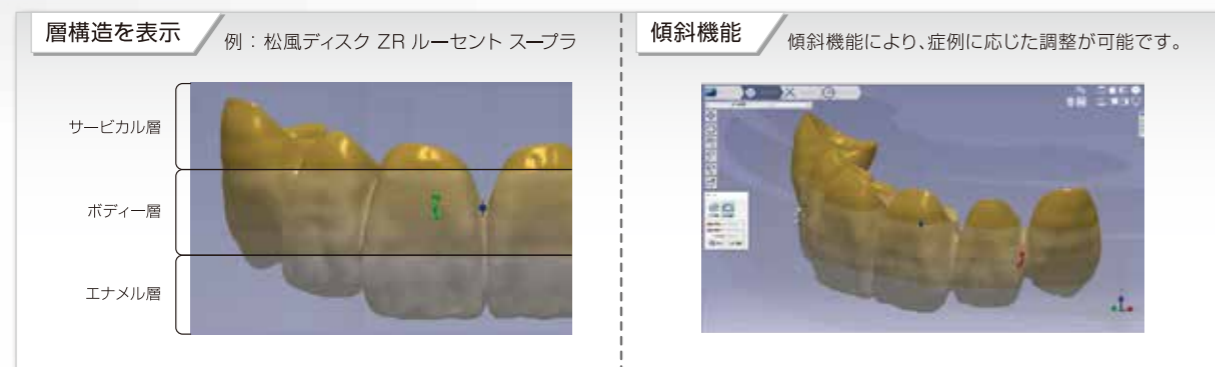 層構造を表示
例：松風ディスク ZR ルーセント スープラ
サービカル層
ボディー層
エナメル層
傾斜機能
傾斜機能により、症例に応じた調整が可能です。